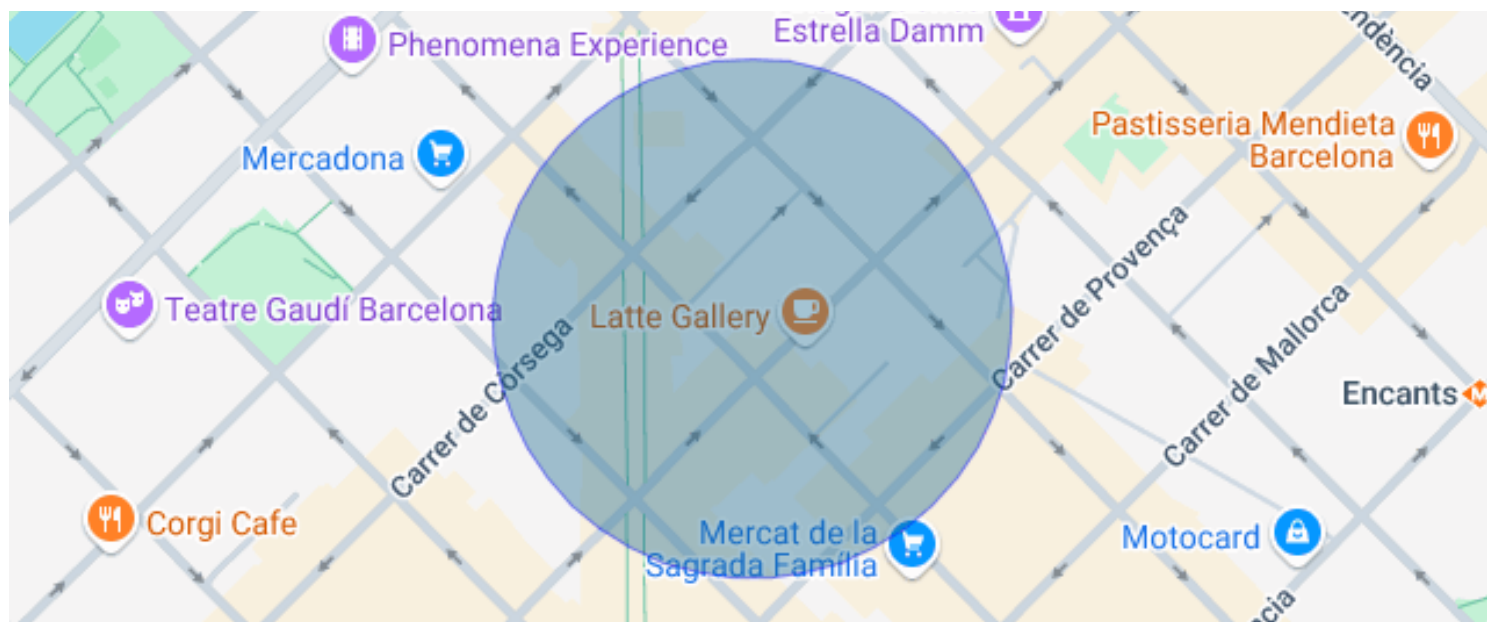 Estrella Damm
Phenomena Experience
endència
Pastisseria Mendieta
Barcelona
Mercadona
Carrer de Provença
Teatre Gaudí Barcelona
Latte Gallery
Carrer de Còrsega
Carrer de Mallorca
Encants
M
Corgi Cafe
Mercat de la
Sagrada Família
Motocard